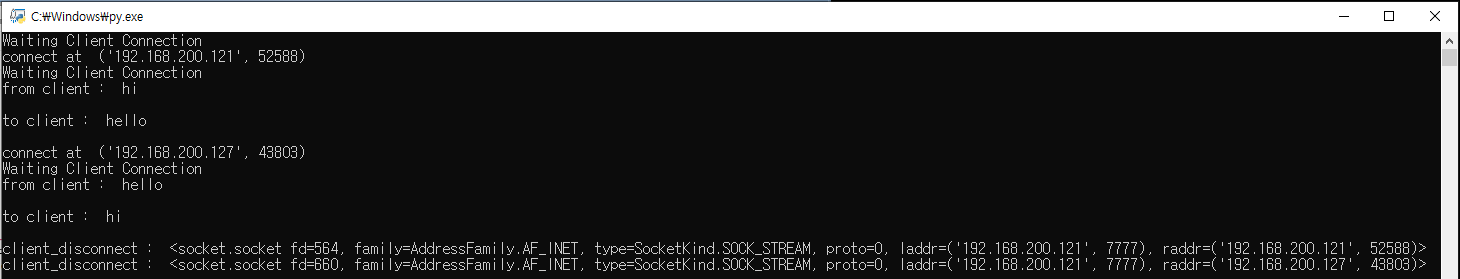 C:₩Windows₩py.exe
Waiting Client Connection
connect at  ('192.168.200.121', 52588)
Waiting Client Connection
from client :  hi
to client :  hello
connect at  ('192.168.200.127', 43803)
Waiting Client Connection
from client :  hello
to client :  hi
client_disconnect :  <socket.socket fd=564, family=AddressFamily.AF_INET, type=SocketKind.SOCK_STREAM, proto=0, laddr=('192.168.200.121', 7777), raddr=('192.168.200.121', 52588)>
client_disconnect :  <socket.socket fd=660, family=AddressFamily.AF_INET, type=SocketKind.SOCK_STREAM, proto=0, laddr=('192.168.200.121', 7777), raddr=('192.168.200.127', 43803)>